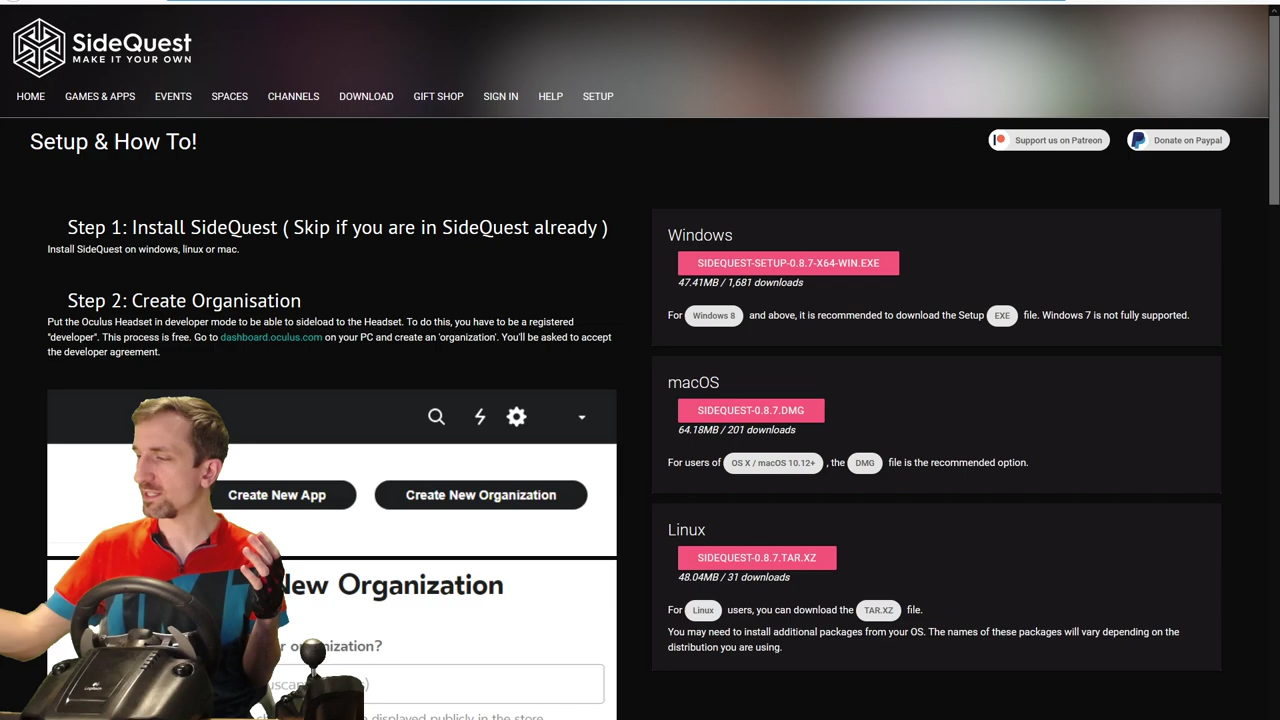 SideQuest
MAKE IT YOUR OWN
HOME GAMES & APPS EVENTS SPACES CHANNELS DOWNLOAD GIFT SHOP SIGN IN HELP SETUP
Setup & How To!
Support us on Patreon
Donate on Paypal
Step 1: Install SideQuest ( Skip if you are in SideQuest already )
Install SideQuest on windows, linux or mac.
Step 2: Create Organisation
Put the Oculus Headset in developer mode to be able to sideload to the Headset. To do this, you have to be a registered
"developer". This process is free. Go to dashboard.oculus.com on your PC and create an 'organization'. You'll be asked to accept
the developer agreement.
Create New App
Create New Organization
New Organization
organization?
displayed publicly in the store
Logitech
Windows
SIDEQUEST-SETUP-0.8.7-X64-WIN.EXE
47.41MB / 1,681 downloads
For Windows 8 and above, it is recommended to download the Setup EXE file. Windows 7 is not fully supported.
macOS
SIDEQUEST-0.8.7.DMG
64.18MB / 201 downloads
For users of OS X / macOS 10.12+ , the DMG file is the recommended option.
Linux
SIDEQUEST-0.8.7.TAR.XZ
48.04MB / 31 downloads
For Linux users, you can download the TAR.XZ file.
You may need to install additional packages from your OS. The names of these packages will vary depending on the
distribution you are using.